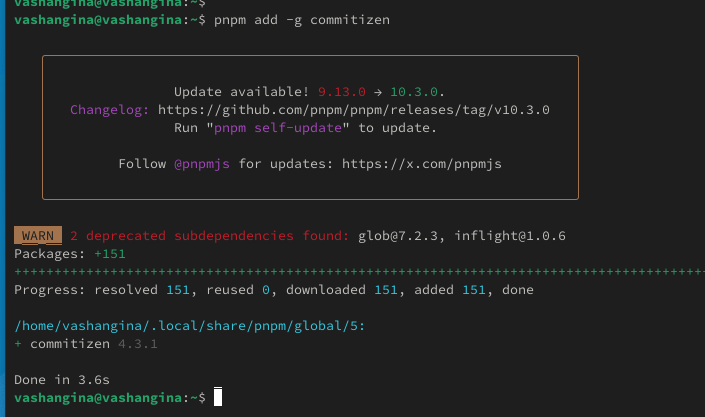 vashangina@vashangina:~$
vashangina@vashangina:~$ pnpm add -g commitizen
Update available! 9.13.0 → 10.3.0.
Changelog: https://github.com/pnpm/pnpm/releases/tag/v10.3.0
Run "pnpm self-update" to update.
Follow @pnpmjs for updates: https://x.com/pnpmjs
WARN 2 deprecated subdependencies found: glob@7.2.3, inflight@1.0.6
Packages: +151
++++++++++++++++++++++++++++++++++++++++++++++++++++++++++++++++++++++++++++++++++++++
Progress: resolved 151, reused 0, downloaded 151, added 151, done
/home/vashangina/.local/share/pnpm/global/5:
+ commitizen 4.3.1
Done in 3.6s
vashangina@vashangina:~$